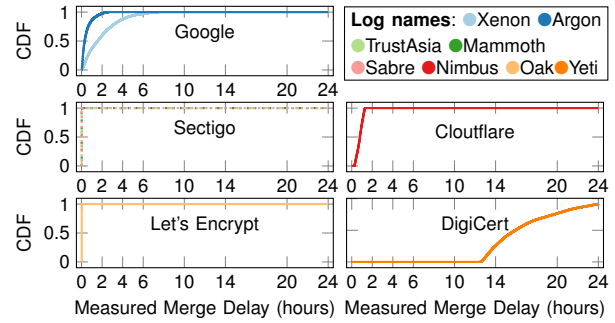 Log names: Xenon Argon
TrustAsia Mammoth
Sabre Nimbus Oak Yeti
CDF
1
0.5
0
Google
0 2 4 6 8 10 14 20 24
CDF
1
0.5
0
Sectigo
0 2 4 6 10 14 20 24
Cloutflare
0 2 4 6 10 14 20 24
CDF
1
0.5
0
Let's Encrypt
0 2 4 6 10 14 20 24
Measured Merge Delay (hours)
DigiCert
0 2 4 6 10 14 20 24
Measured Merge Delay (hours)